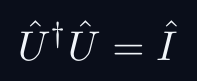 Û†Û = Î